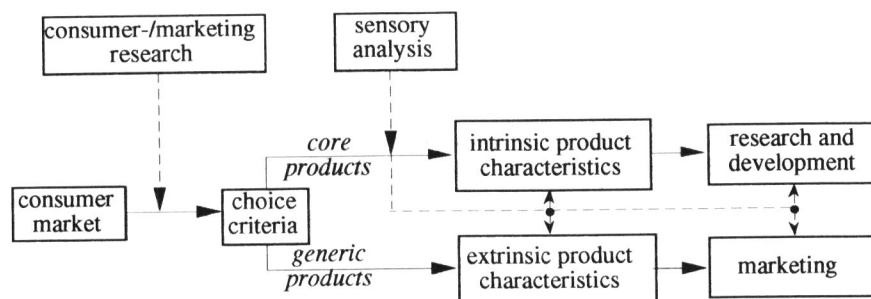 consumer-/marketing
research
sensory
analysis
core
products
intrinsic product
characteristics
research and
development
consumer
market
choice
criteria
generic
products
extrinsic product
characteristics
marketing